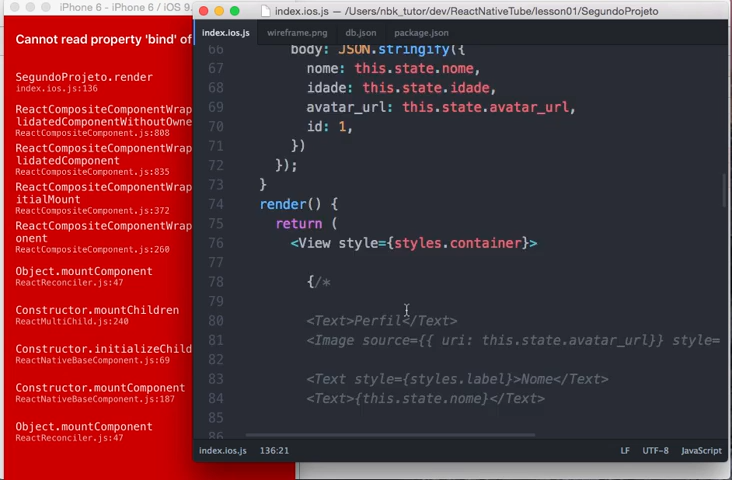 iPhone 6 - iPhone 6 / iOS 9.
Cannot read property 'bind' of
SegundoProjeto.render
index.ios.js:136
ReactCompositeComponentWrap
lidatedComponentWithoutOwne
ReactCompositeComponent.js:808
ReactCompositeComponentWrap
lidatedComponent
ReactCompositeComponent.js:835
ReactCompositeComponentWrap
itialMount
ReactCompositeComponent.js:372
ReactCompositeComponentWrap
onent
ReactCompositeComponent.js:260
Object.mountComponent
ReactReconciler.js:47
Constructor.mountChildren
ReactMultiChild.js:240
Constructor.initializeChild
ReactNativeBaseComponent.js:69
Constructor.mountComponent
ReactNativeBaseComponent.js:187
Object.mountComponent
ReactReconciler.js:47
index.ios.js — /Users/nbk_tutor/dev/ReactNativeTube/lesson01/SegundoProjeto
index.ios.js wireframe.png db.json package.json
66 body: JSON.stringify({
67 nome: this.state.nome,
68 idade: this.state.idade,
69 avatar_url: this.state.avatar_url,
70 id: 1,
71 })
72 });
73 }
74 render() {
75 return (
76 <View style={styles.container}>
77
78 {/*
79
80 <Text>Perfil</Text>
81 <Image source={{ uri: this.state.avatar_url}} style=
82
83 <Text style={styles.label}>Nome</Text>
84 <Text>{this.state.nome}</Text>
85
86
index.ios.js 136:21 LF UTF-8 JavaScript